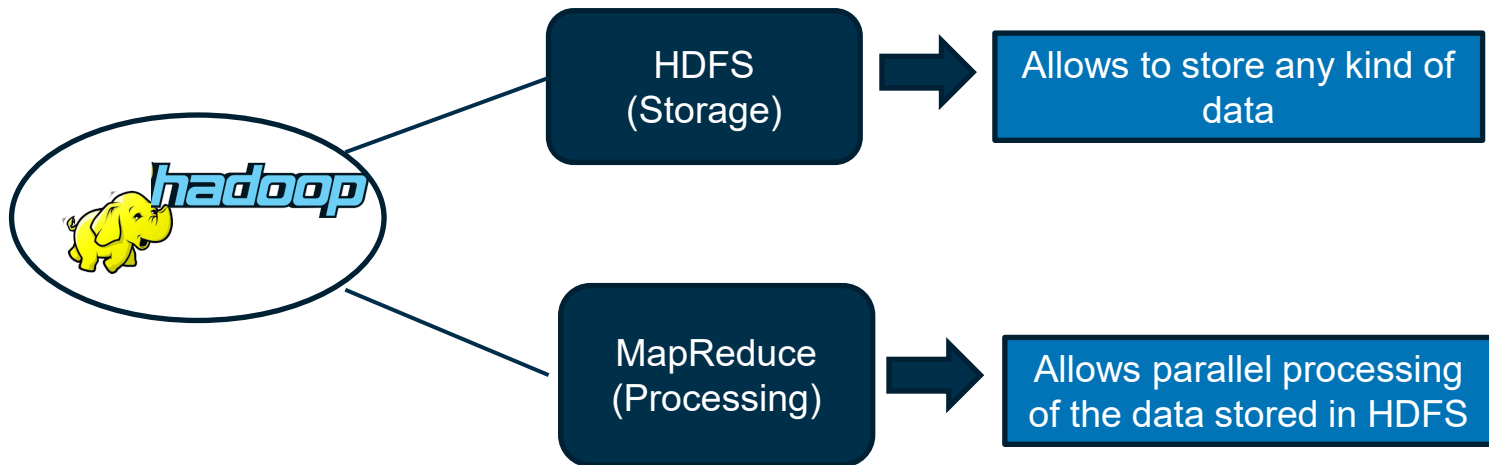 hadoop
HDFS
(Storage)
Allows to store any kind of
data
MapReduce
(Processing)
Allows parallel processing
of the data stored in HDFS